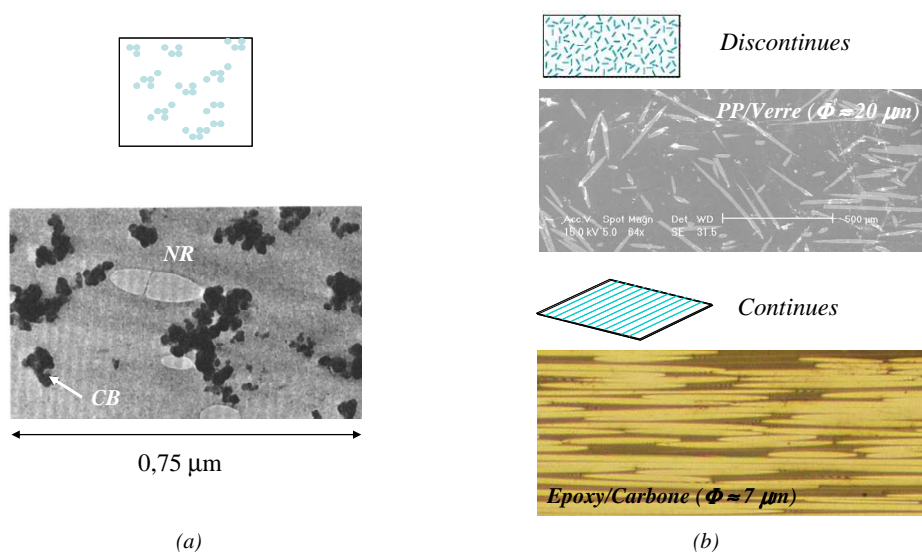 Discontinues
PP/Verre (Φ ≈ 20 μm)
Acc.V Spot Magn Det WD 500 μm
15.0 kV 5.0 64x SE 31.5
NR
CB
0,75 μm
Continues
Epoxy/Carbone (Φ ≈ 7 μm)
(a)
(b)